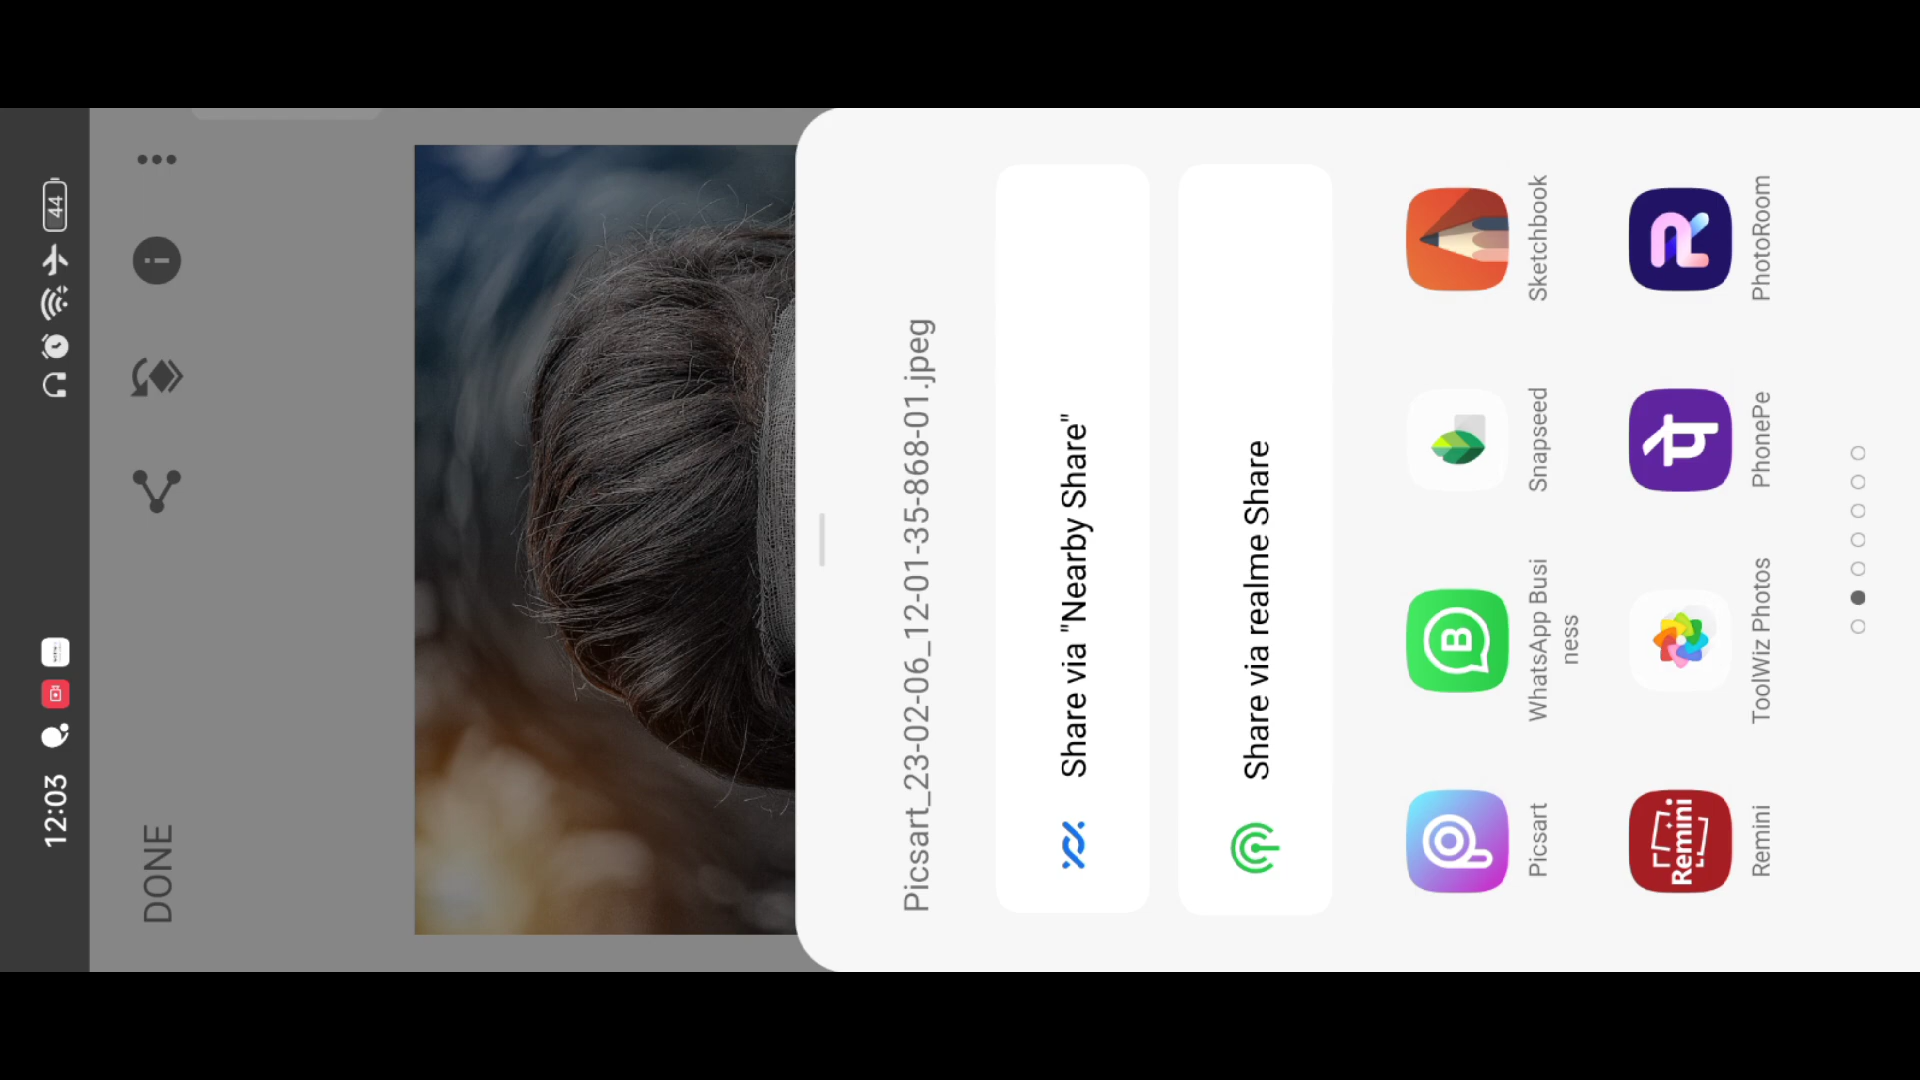 12:03
44
DONE
Picsart_23-02-06_12-01-35-868-01.jpeg
Share via "Nearby Share"
Share via realme Share
Picsart
WhatsApp Busi
ness
Snapseed
Sketchbook
Remini
Remini
ToolWiz Photos
PhonePe
PhotoRoom